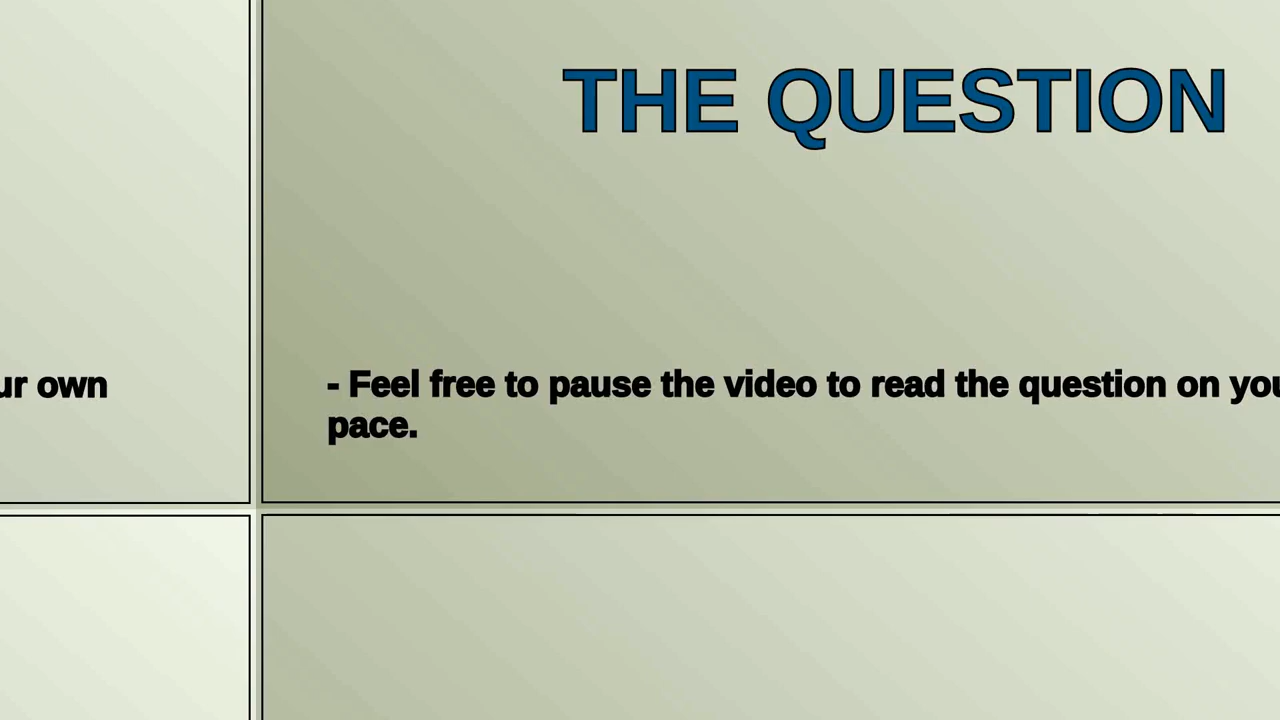 THE QUESTION
ur own
- Feel free to pause the video to read the question on you
pace.